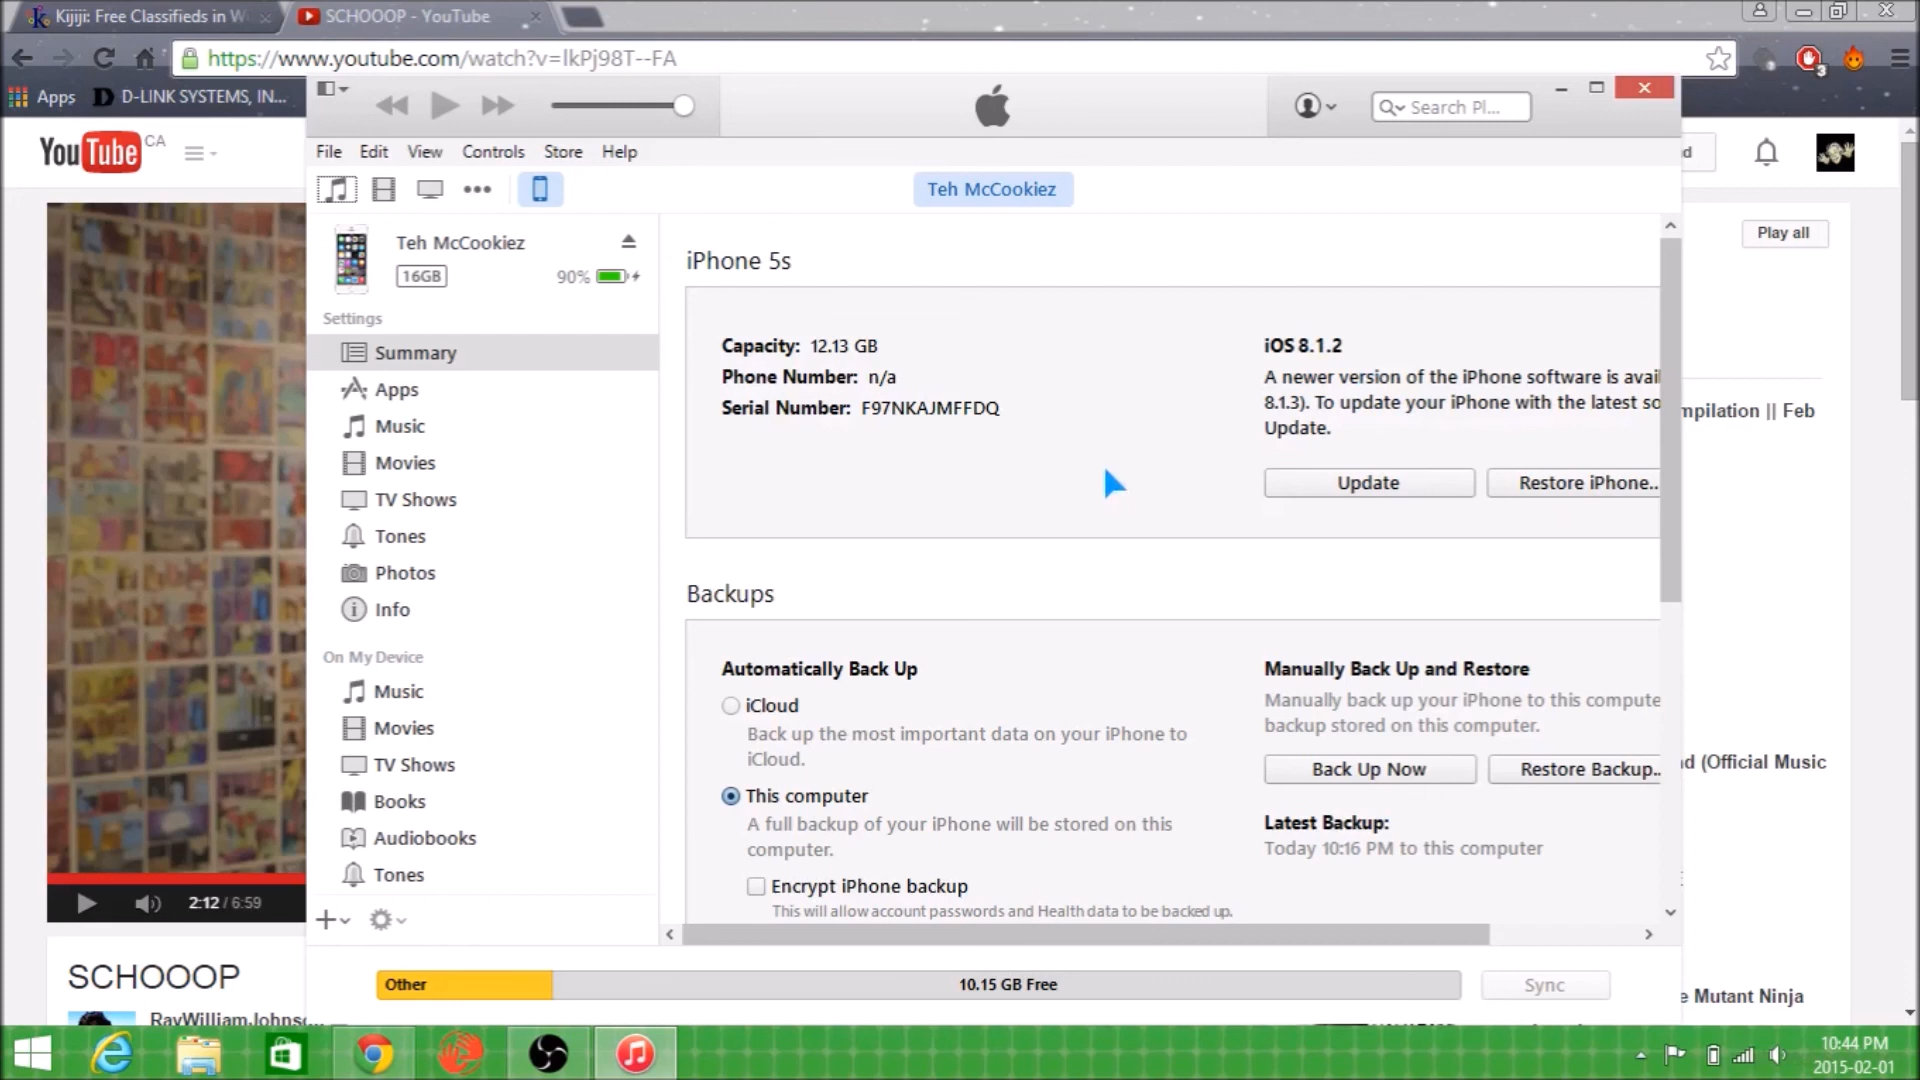 Kijiji: Free Classifieds in W
SCHOOOP - YouTube
https://www.youtube.com/watch?v=lkPj98T--FA
3
Apps
D-LINK SYSTEMS, IN...
Search Pl...
YouTube CA
File Edit View Controls Store Help
Teh McCookiez
Play all
Teh McCookiez
16GB
90%
Settings
Summary
Apps
Music
Movies
TV Shows
Tones
Photos
Info
On My Device
Music
Movies
TV Shows
Books
Audiobooks
Tones
iPhone 5s
Capacity: 12.13 GB
Phone Number: n/a
Serial Number: F97NKAJMFFDQ
iOS 8.1.2
A newer version of the iPhone software is avai
8.1.3). To update your iPhone with the latest so
Update.
Update
Restore iPhone..
Backups
Automatically Back Up
iCloud
Back up the most important data on your iPhone to
iCloud.
This computer
A full backup of your iPhone will be stored on this
computer.
Encrypt iPhone backup
This will allow account passwords and Health data to be backed up.
Manually Back Up and Restore
Manually back up your iPhone to this compute
backup stored on this computer.
Back Up Now
Restore Backup..
Latest Backup:
Today 10:16 PM to this computer
Other
10.15 GB Free
Sync
mpilation || Feb
nd (Official Music
e Mutant Ninja
2:12 / 6:59
SCHOOOP
RayWilliamJohnso
10:44 PM
2015-02-01